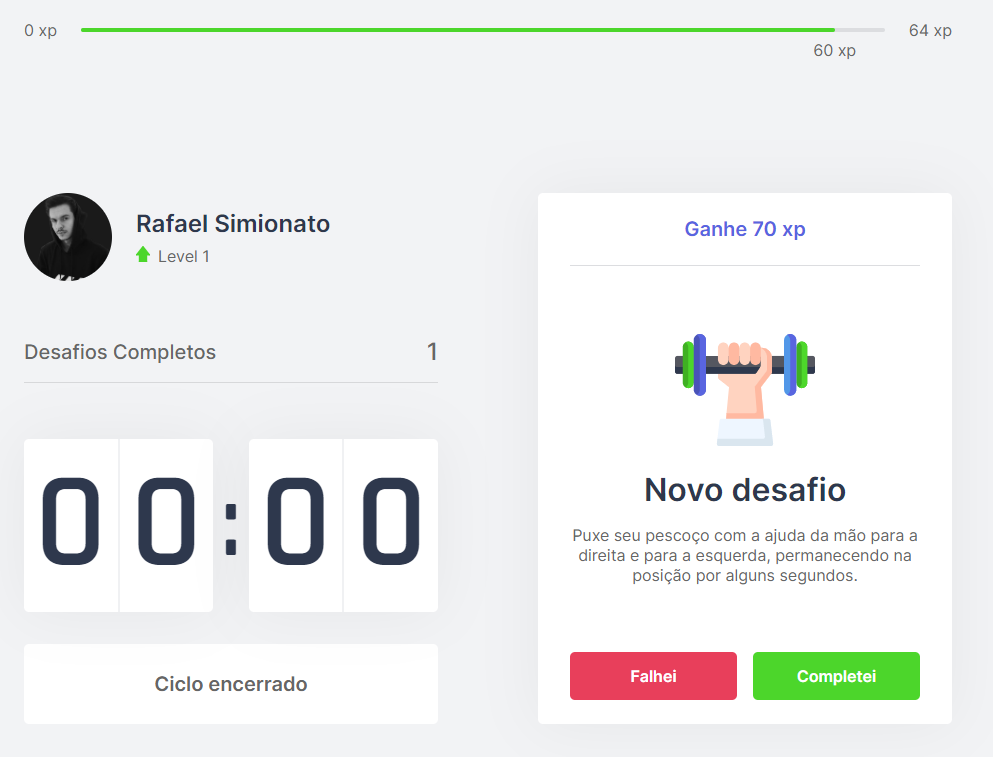 0 xp
64 xp
60 xp
Rafael Simionato
Level 1
Desafios Completos
1
00:00
Ciclo encerrado
Ganhe 70 xp
Novo desafio
Puxe seu pescoço com a ajuda da mão para a
direita e para a esquerda, permanecendo na
posição por alguns segundos.
Falhei
Completei